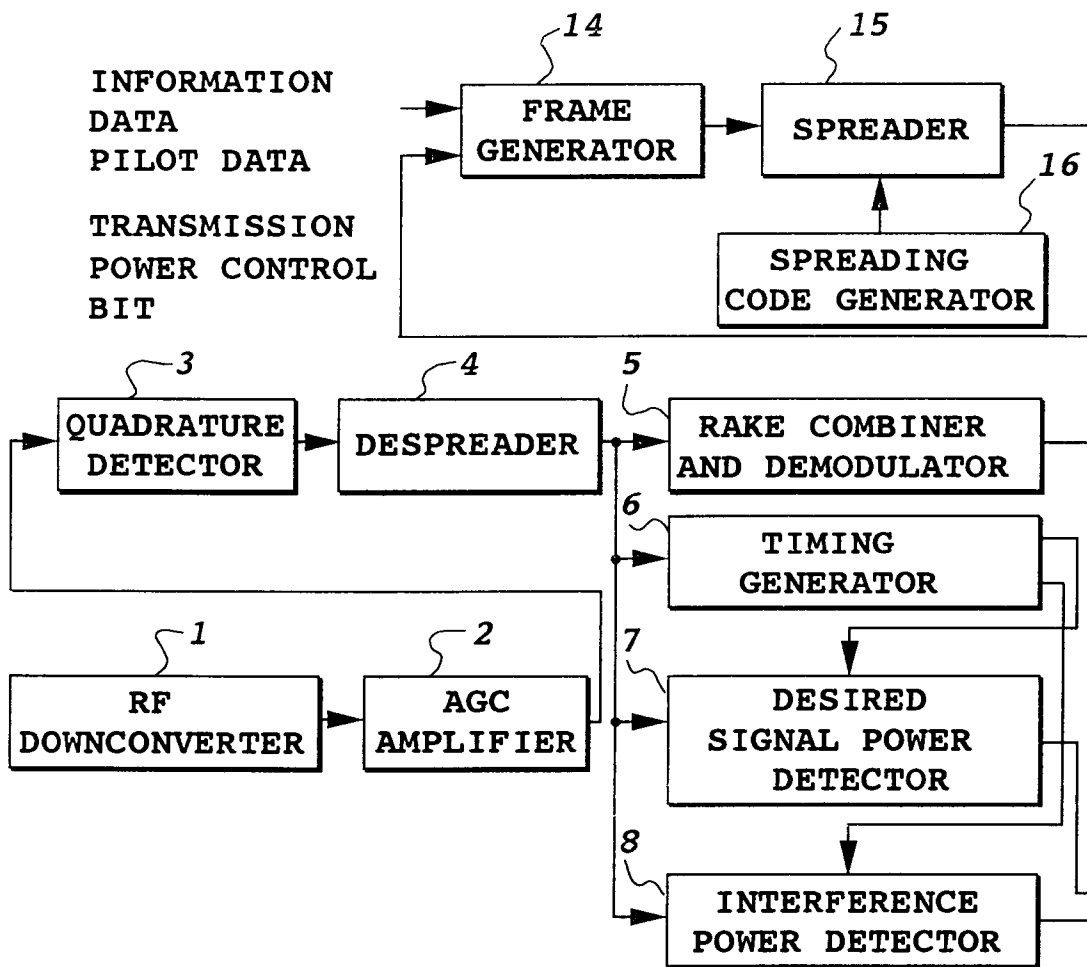 14
15
INFORMATION
DATA
PILOT DATA
FRAME
GENERATOR
SPREADER
16
TRANSMISSION
POWER CONTROL
BIT
SPREADING
CODE GENERATOR
3
4
5
QUADRATURE
DETECTOR
DESPREADER
RAKE COMBINER
AND DEMODULATOR
6
TIMING
GENERATOR
1
2
7
RF
DOWNCONVERTER
AGC
AMPLIFIER
DESIRED
SIGNAL POWER
DETECTOR
8
INTERFERENCE
POWER DETECTOR